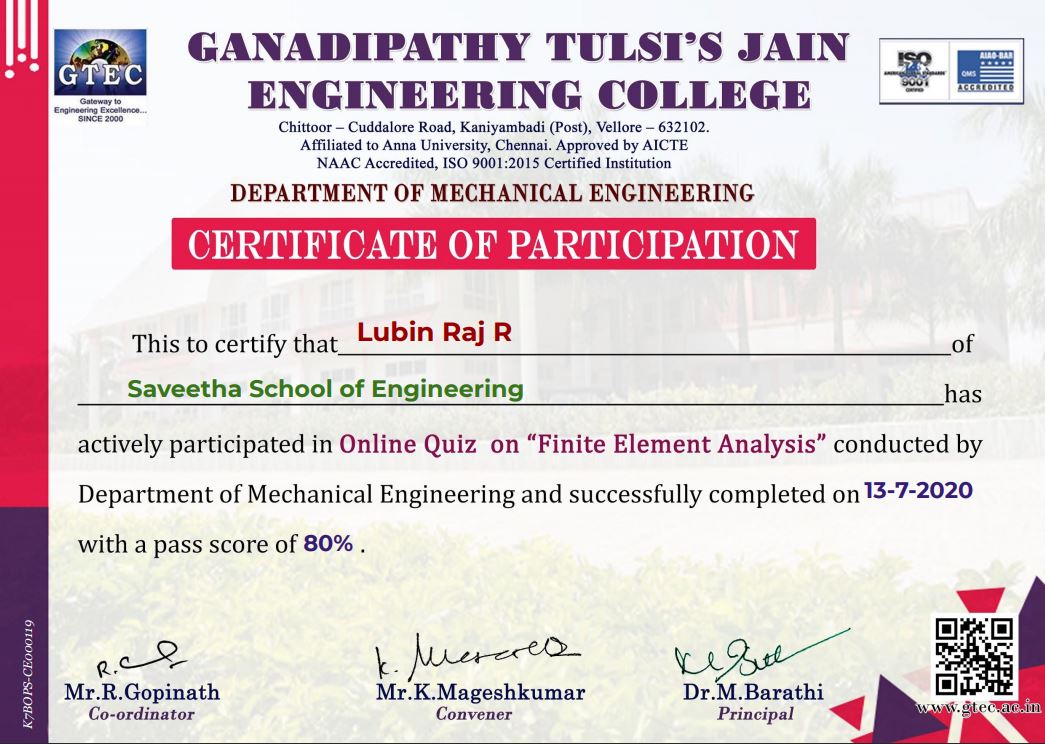 GTEC
Gateway to
Engineering Excellence...
SINCE 2000
GANADIPATHY TULSI'S JAIN
ENGINEERING COLLEGE
ISO
9001
CERTIFIED
AIAO-BAR
QMS
ACCREDITED
Chittoor – Cuddalore Road, Kaniyambadi (Post), Vellore – 632102.
Affiliated to Anna University, Chennai. Approved by AICTE
NAAC Accredited, ISO 9001:2015 Certified Institution
DEPARTMENT OF MECHANICAL ENGINEERING
CERTIFICATE OF PARTICIPATION
This to certify that Lubin Raj R of
Saveetha School of Engineering has
actively participated in Online Quiz on “Finite Element Analysis” conducted by
Department of Mechanical Engineering and successfully completed on 13-7-2020
with a pass score of 80% .
Mr.R.Gopinath
Co-ordinator
Mr.K.Mageshkumar
Convener
Dr.M.Barathi
Principal
www.gtec.ac.in
K7BOPS-CE000119